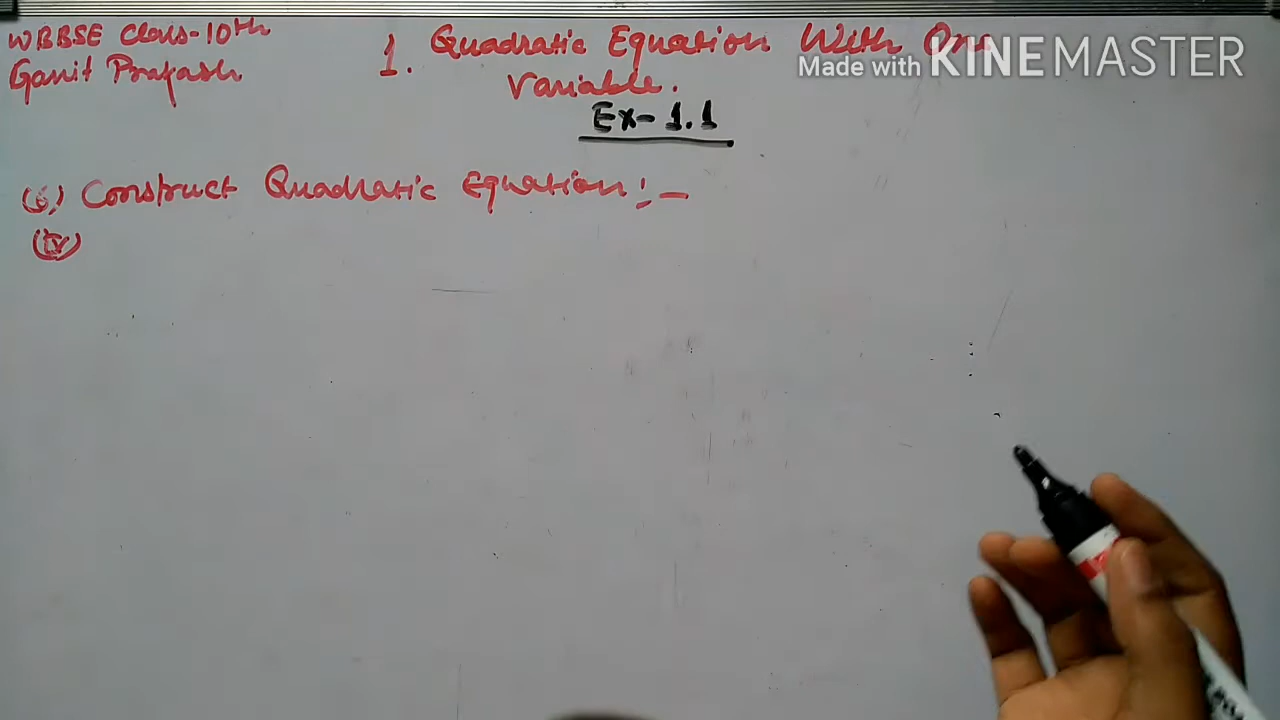 WBBSE Class-10th
Ganit Prakash
1. Quadratic Equation With One
Variable.
Made with KINEMASTER
Ex-1.1
(6) Construct Quadratic Equation:-
(iv)